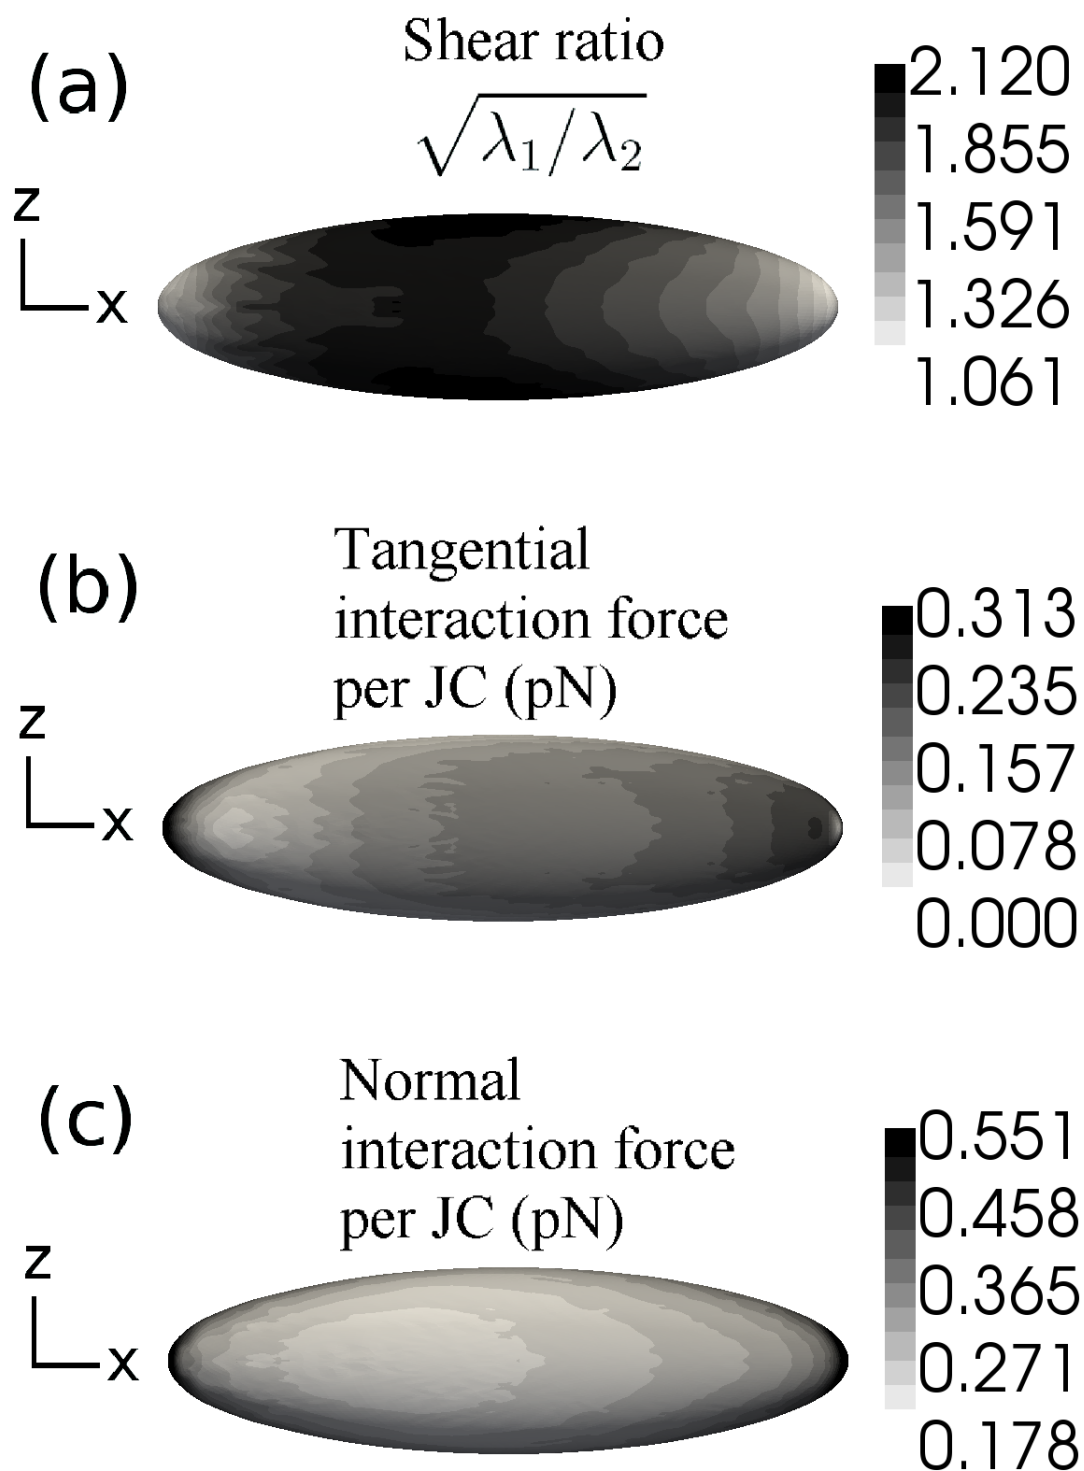 (a)
Shear ratio
√λ₁/λ₂
2.120
1.855
1.591
1.326
1.061
z
x
(b)
Tangential
interaction force
per JC (pN)
0.313
0.235
0.157
0.078
0.000
z
x
(c)
Normal
interaction force
per JC (pN)
0.551
0.458
0.365
0.271
0.178
z
x